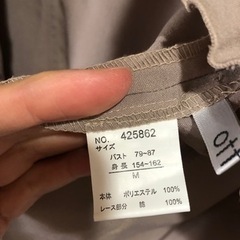 NO. 425862
サイズ
バスト 79-87
身長 154-162
M
本体 ポリエステル 100%
レース部分 綿 100%